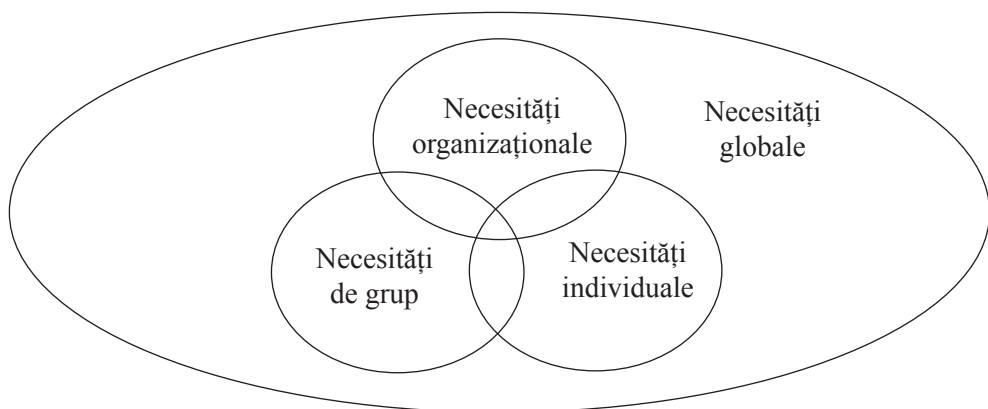 Necesități
organizaționale
Necesități
globale
Necesități
de grup
Necesități
individuale